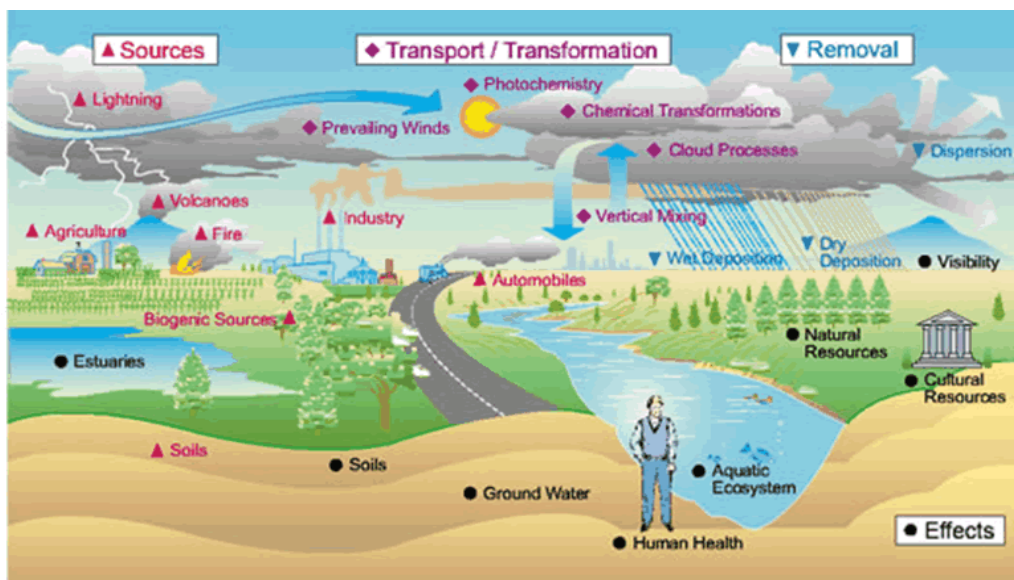 Sources
Transport / Transformation
Removal
Photochemistry
Lightning
Chemical Transformations
Prevailing Winds
Cloud Processes
Dispersion
Volcanoes
Industry
Vertical Mixing
Agriculture
Fire
Wet Deposition
Dry
Deposition
Visibility
Automobiles
Biogenic Sources
Natural
Resources
Estuaries
Cultural
Resources
Soils
Soils
Ground Water
Aquatic
Ecosystem
Effects
Human Health